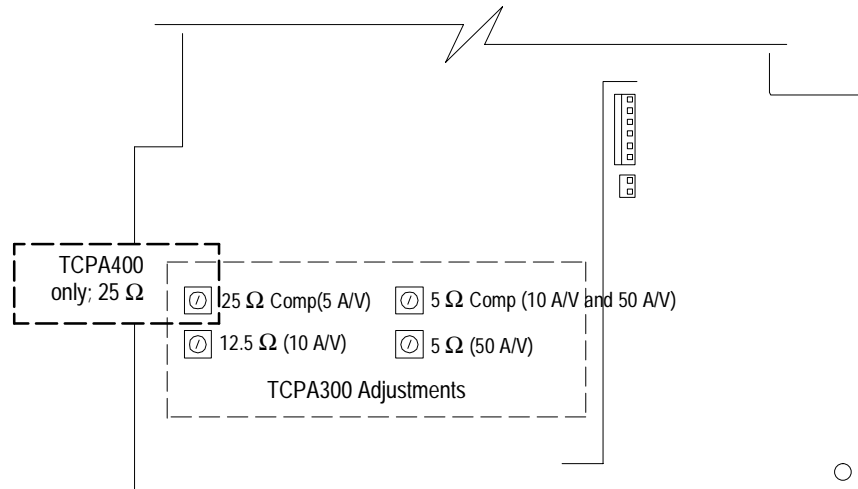 TCPA400
only; 25 Ω
25 Ω Comp(5 A/V)
5 Ω Comp (10 A/V and 50 A/V)
12.5 Ω (10 A/V)
5 Ω (50 A/V)
TCPA300 Adjustments